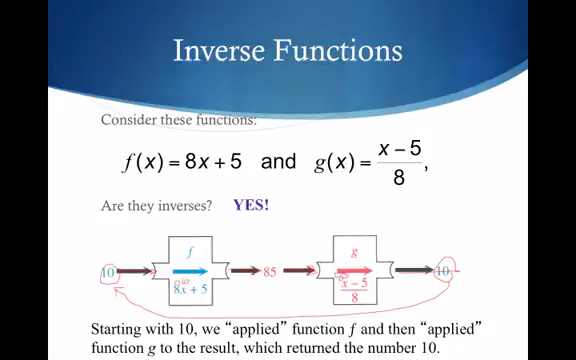 Inverse Functions
Consider these functions:
f(x) = 8x + 5 and g(x) = (x − 5)/8,
Are they inverses? YES!
f g
10 85 10
8x + 5 (x − 5)/8
Starting with 10, we “applied” function f and then “applied”
function g to the result, which returned the number 10.